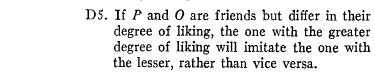 D5. If P and O are friends but differ in their
degree of liking, the one with the greater
degree of liking will imitate the one with
the lesser, rather than vice versa.